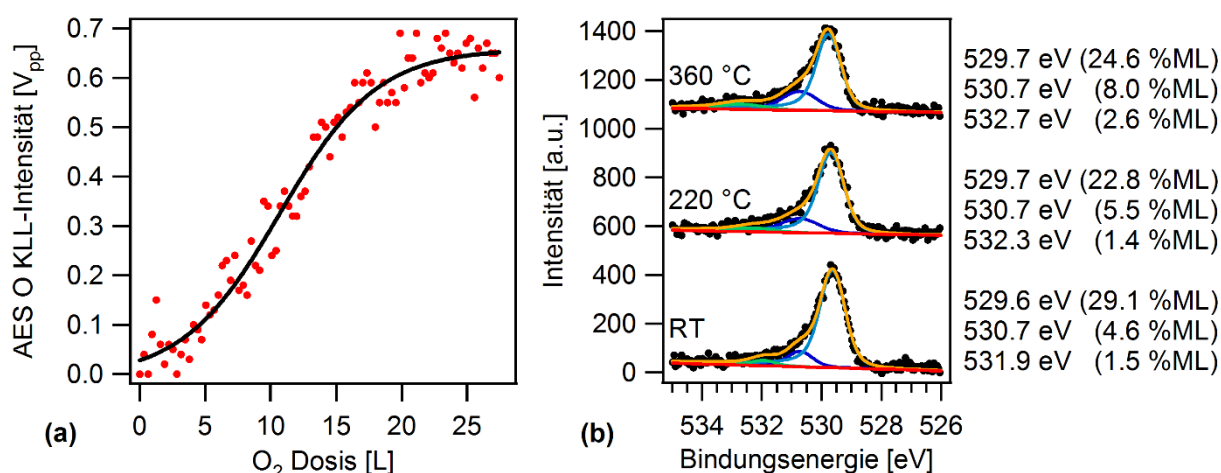 AES O KLL-Intensität [Vpp]
0.7
0.6
0.5
0.4
0.3
0.2
0.1
0.0
0 5 10 15 20 25
(a)
O2 Dosis [L]
Intensität [a.u.]
1400
1200
1000
800
600
400
200
0
360 °C
220 °C
RT
534 532 530 528 526
(b)
Bindungsenergie [eV]
529.7 eV (24.6 %ML)
530.7 eV (8.0 %ML)
532.7 eV (2.6 %ML)
529.7 eV (22.8 %ML)
530.7 eV (5.5 %ML)
532.3 eV (1.4 %ML)
529.6 eV (29.1 %ML)
530.7 eV (4.6 %ML)
531.9 eV (1.5 %ML)